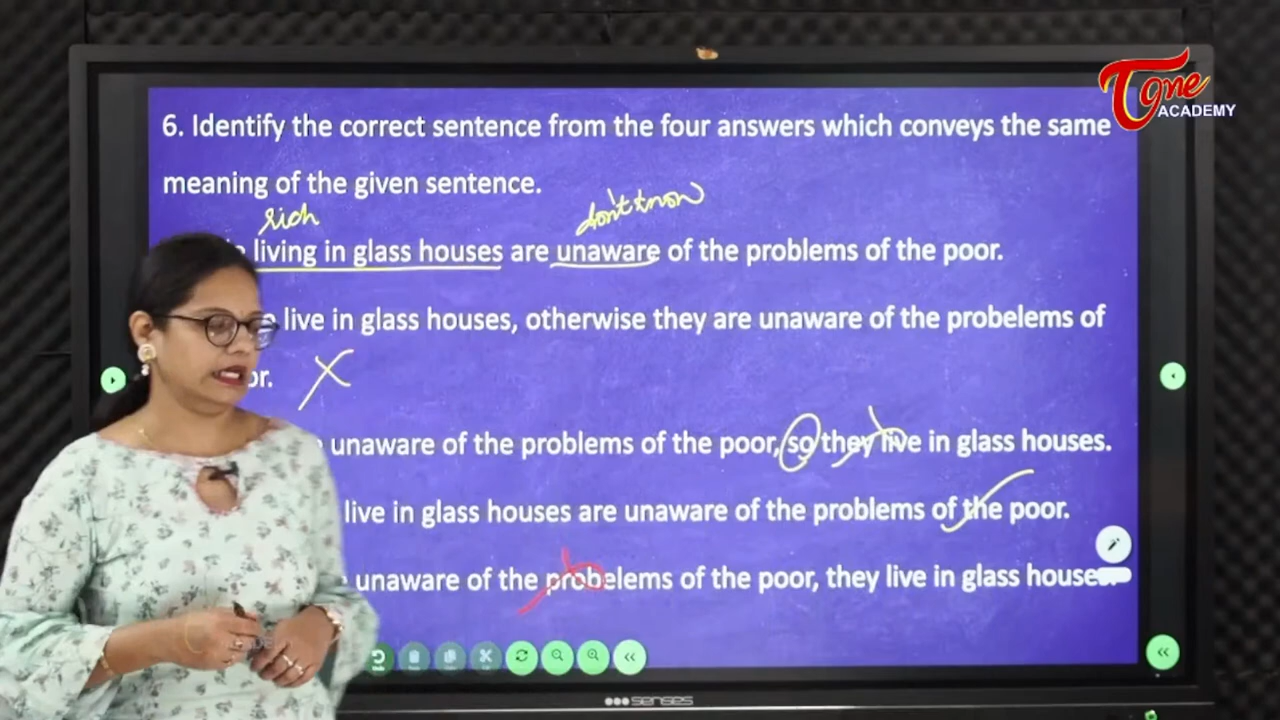 Tone
ACADEMY
6. Identify the correct sentence from the four answers which conveys the same
meaning of the given sentence.
rich
don't know
living in glass houses are unaware of the problems of the poor.
live in glass houses, otherwise they are unaware of the probelems of
unaware of the problems of the poor, so they live in glass houses.
live in glass houses are unaware of the problems of the poor.
unaware of the probelems of the poor, they live in glass
senses